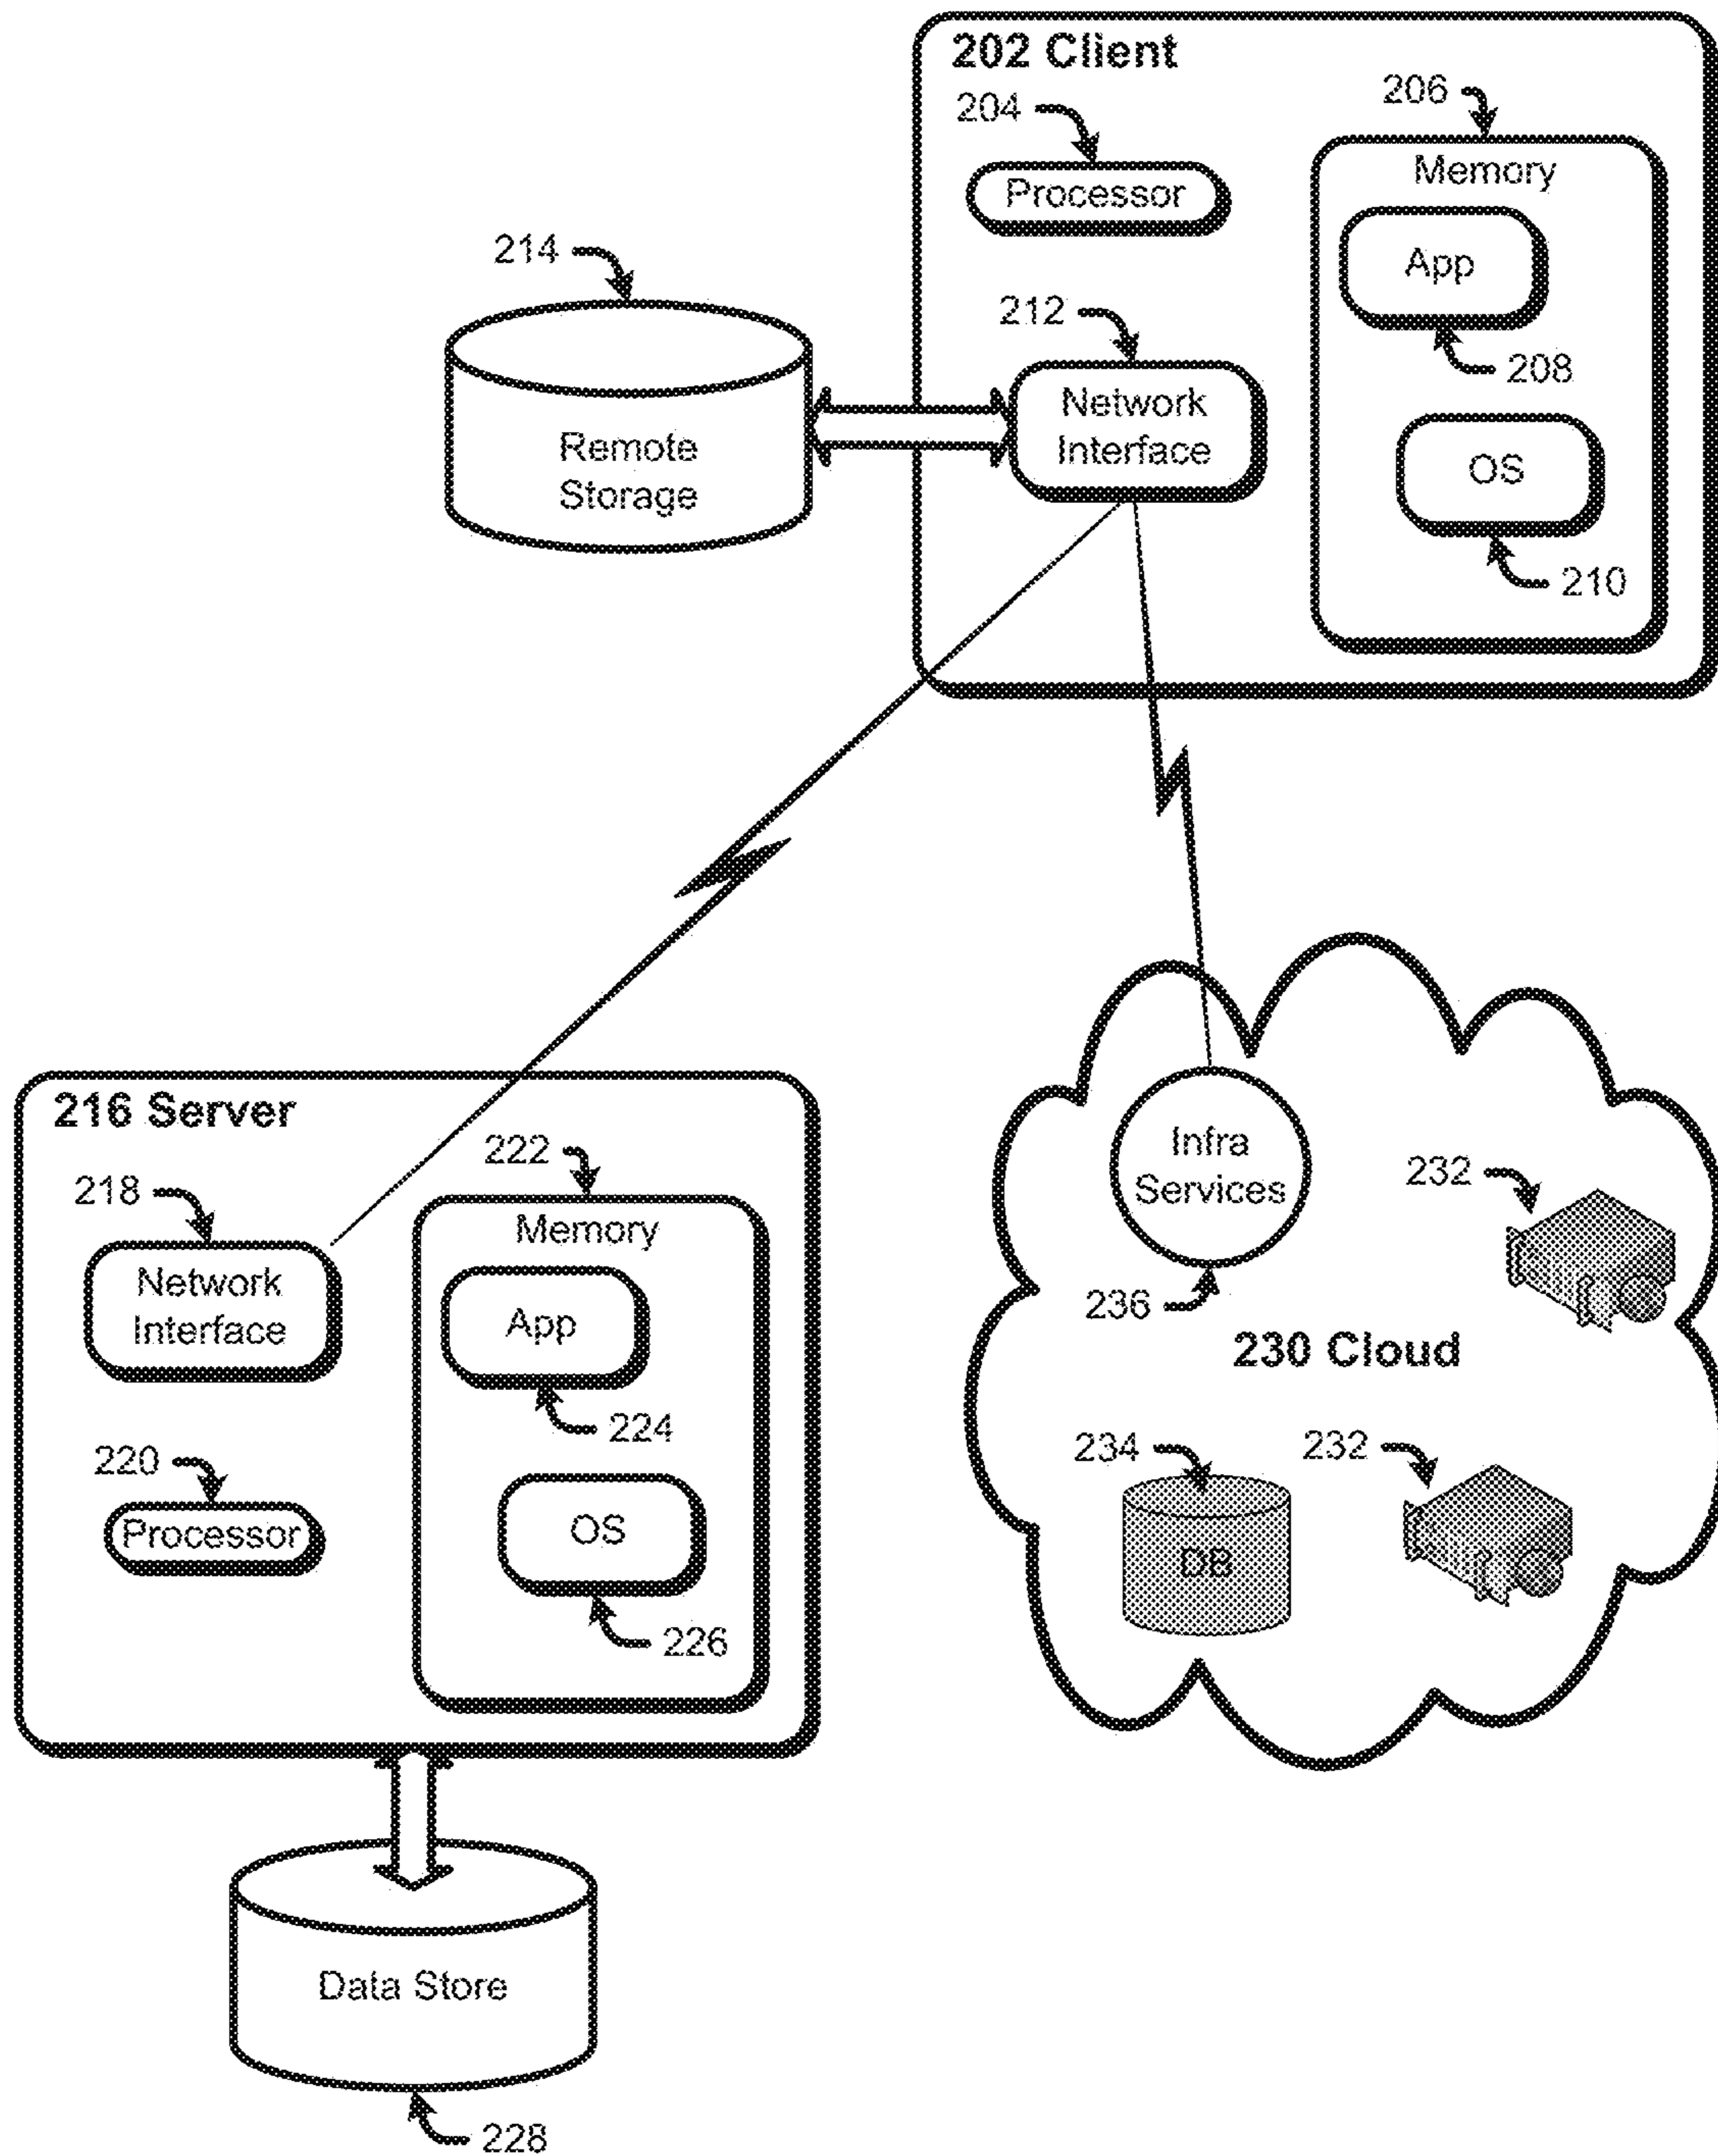 202 Client
204
206
Processor
Memory
App
214
212
208
Network
Interface
Remote
Storage
OS
210
216 Server
222
218
Memory
Network
Interface
App
224
220
Processor
OS
226
Infra
Services
232
236
230 Cloud
234
232
DB
Data Store
228